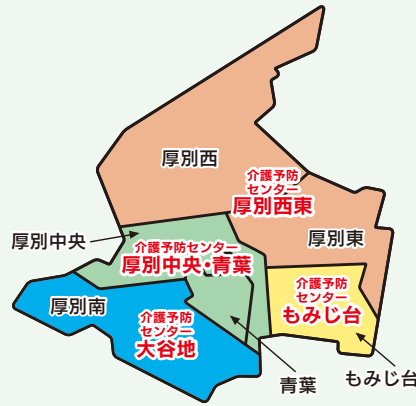 厚別西
介護予防
センター
厚別西東
厚別中央
介護予防センター
厚別中央・青葉
厚別東
厚別南
介護予防
センター
大谷地
介護予防
センター
もみじ台
青葉
もみじ台